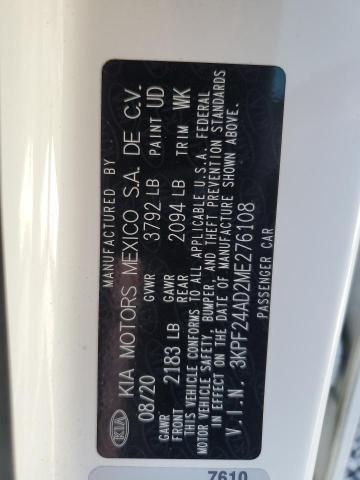 MANUFACTURED BY
KIA KIA MOTORS MEXICO S.A. DE C.V.
08/20 GVWR 3792 LB PAINT UD
GAWR FRONT 2183 LB GAWR REAR 2094 LB TRIM WK
THIS VEHICLE CONFORMS TO ALL APPLICABLE U.S.A. FEDERAL
MOTOR VEHICLE SAFETY, BUMPER, AND THEFT PREVENTION STANDARDS
IN EFFECT ON THE DATE OF MANUFACTURE SHOWN ABOVE.
V.I.N. 3KPF24AD2ME276108
PASSENGER CAR
7610